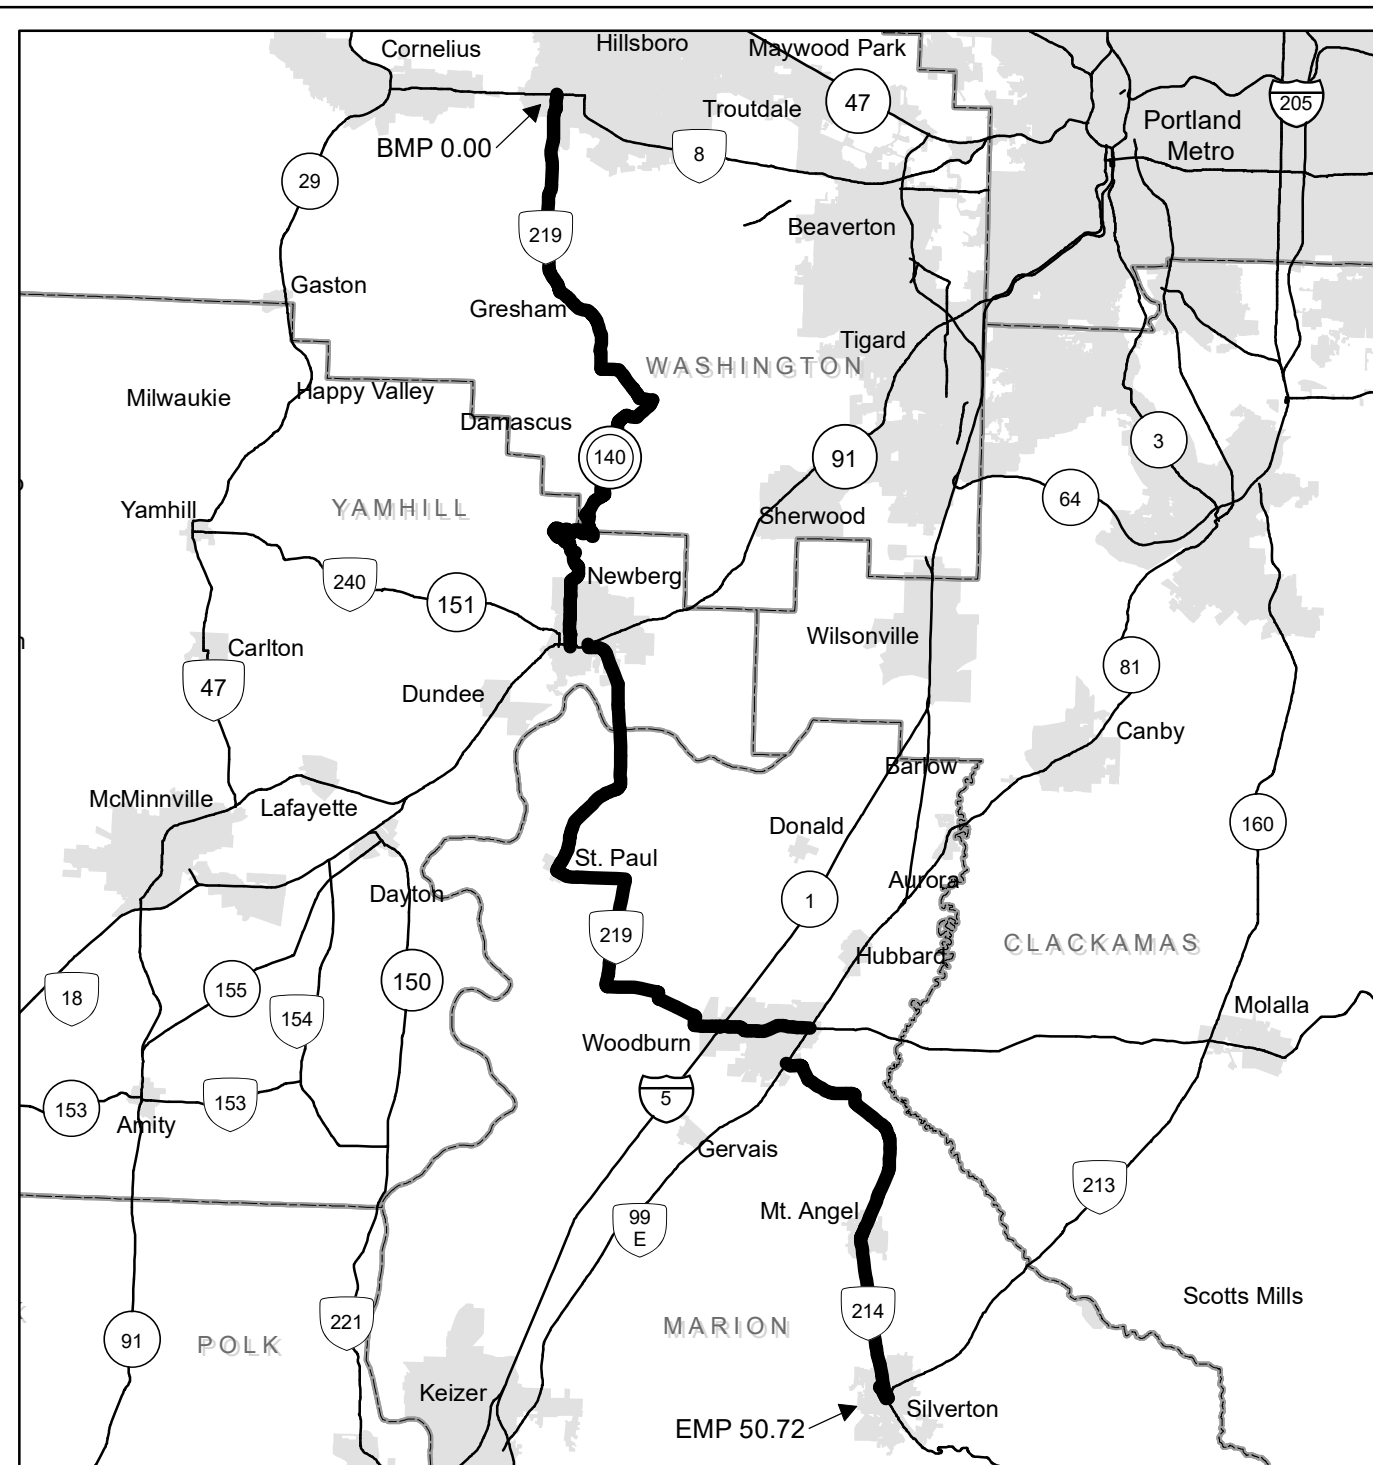 Cornelius
Hillsboro
Maywood Park
47
Troutdale
205
Portland
Metro
BMP 0.00
8
29
219
Beaverton
Gaston
Gresham
Tigard
WASHINGTON
Milwaukie
Happy Valley
Damascus
140
91
3
64
Yamhill
YAMHILL
Sherwood
240
151
Newberg
Wilsonville
Carlton
81
47
Dundee
Canby
Barlow
McMinnville
Lafayette
Donald
160
St. Paul
Dayton
Aurora
1
219
CLACKAMAS
Hubbard
18
155
150
154
Molalla
Woodburn
5
153
153
Amity
Gervais
213
99
E
Mt. Angel
Scotts Mills
214
221
MARION
91
POLK
Keizer
Silverton
EMP 50.72